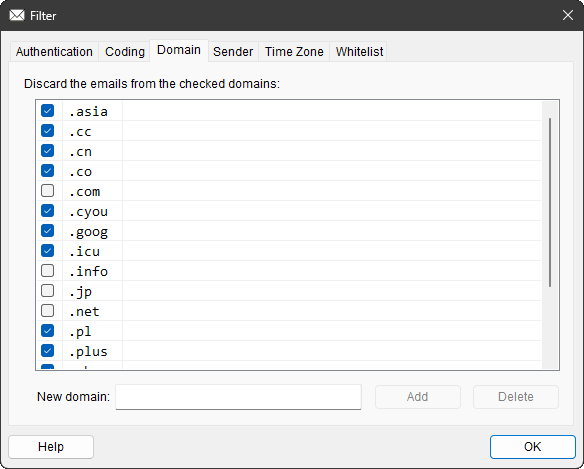 Filter
Authentication Coding Domain Sender Time Zone Whitelist
Discard the emails from the checked domains:
.asia
.cc
.cn
.co
.com
.cyou
.goog
.icu
.info
.jp
.net
.pl
.plus
New domain: Add Delete
Help OK